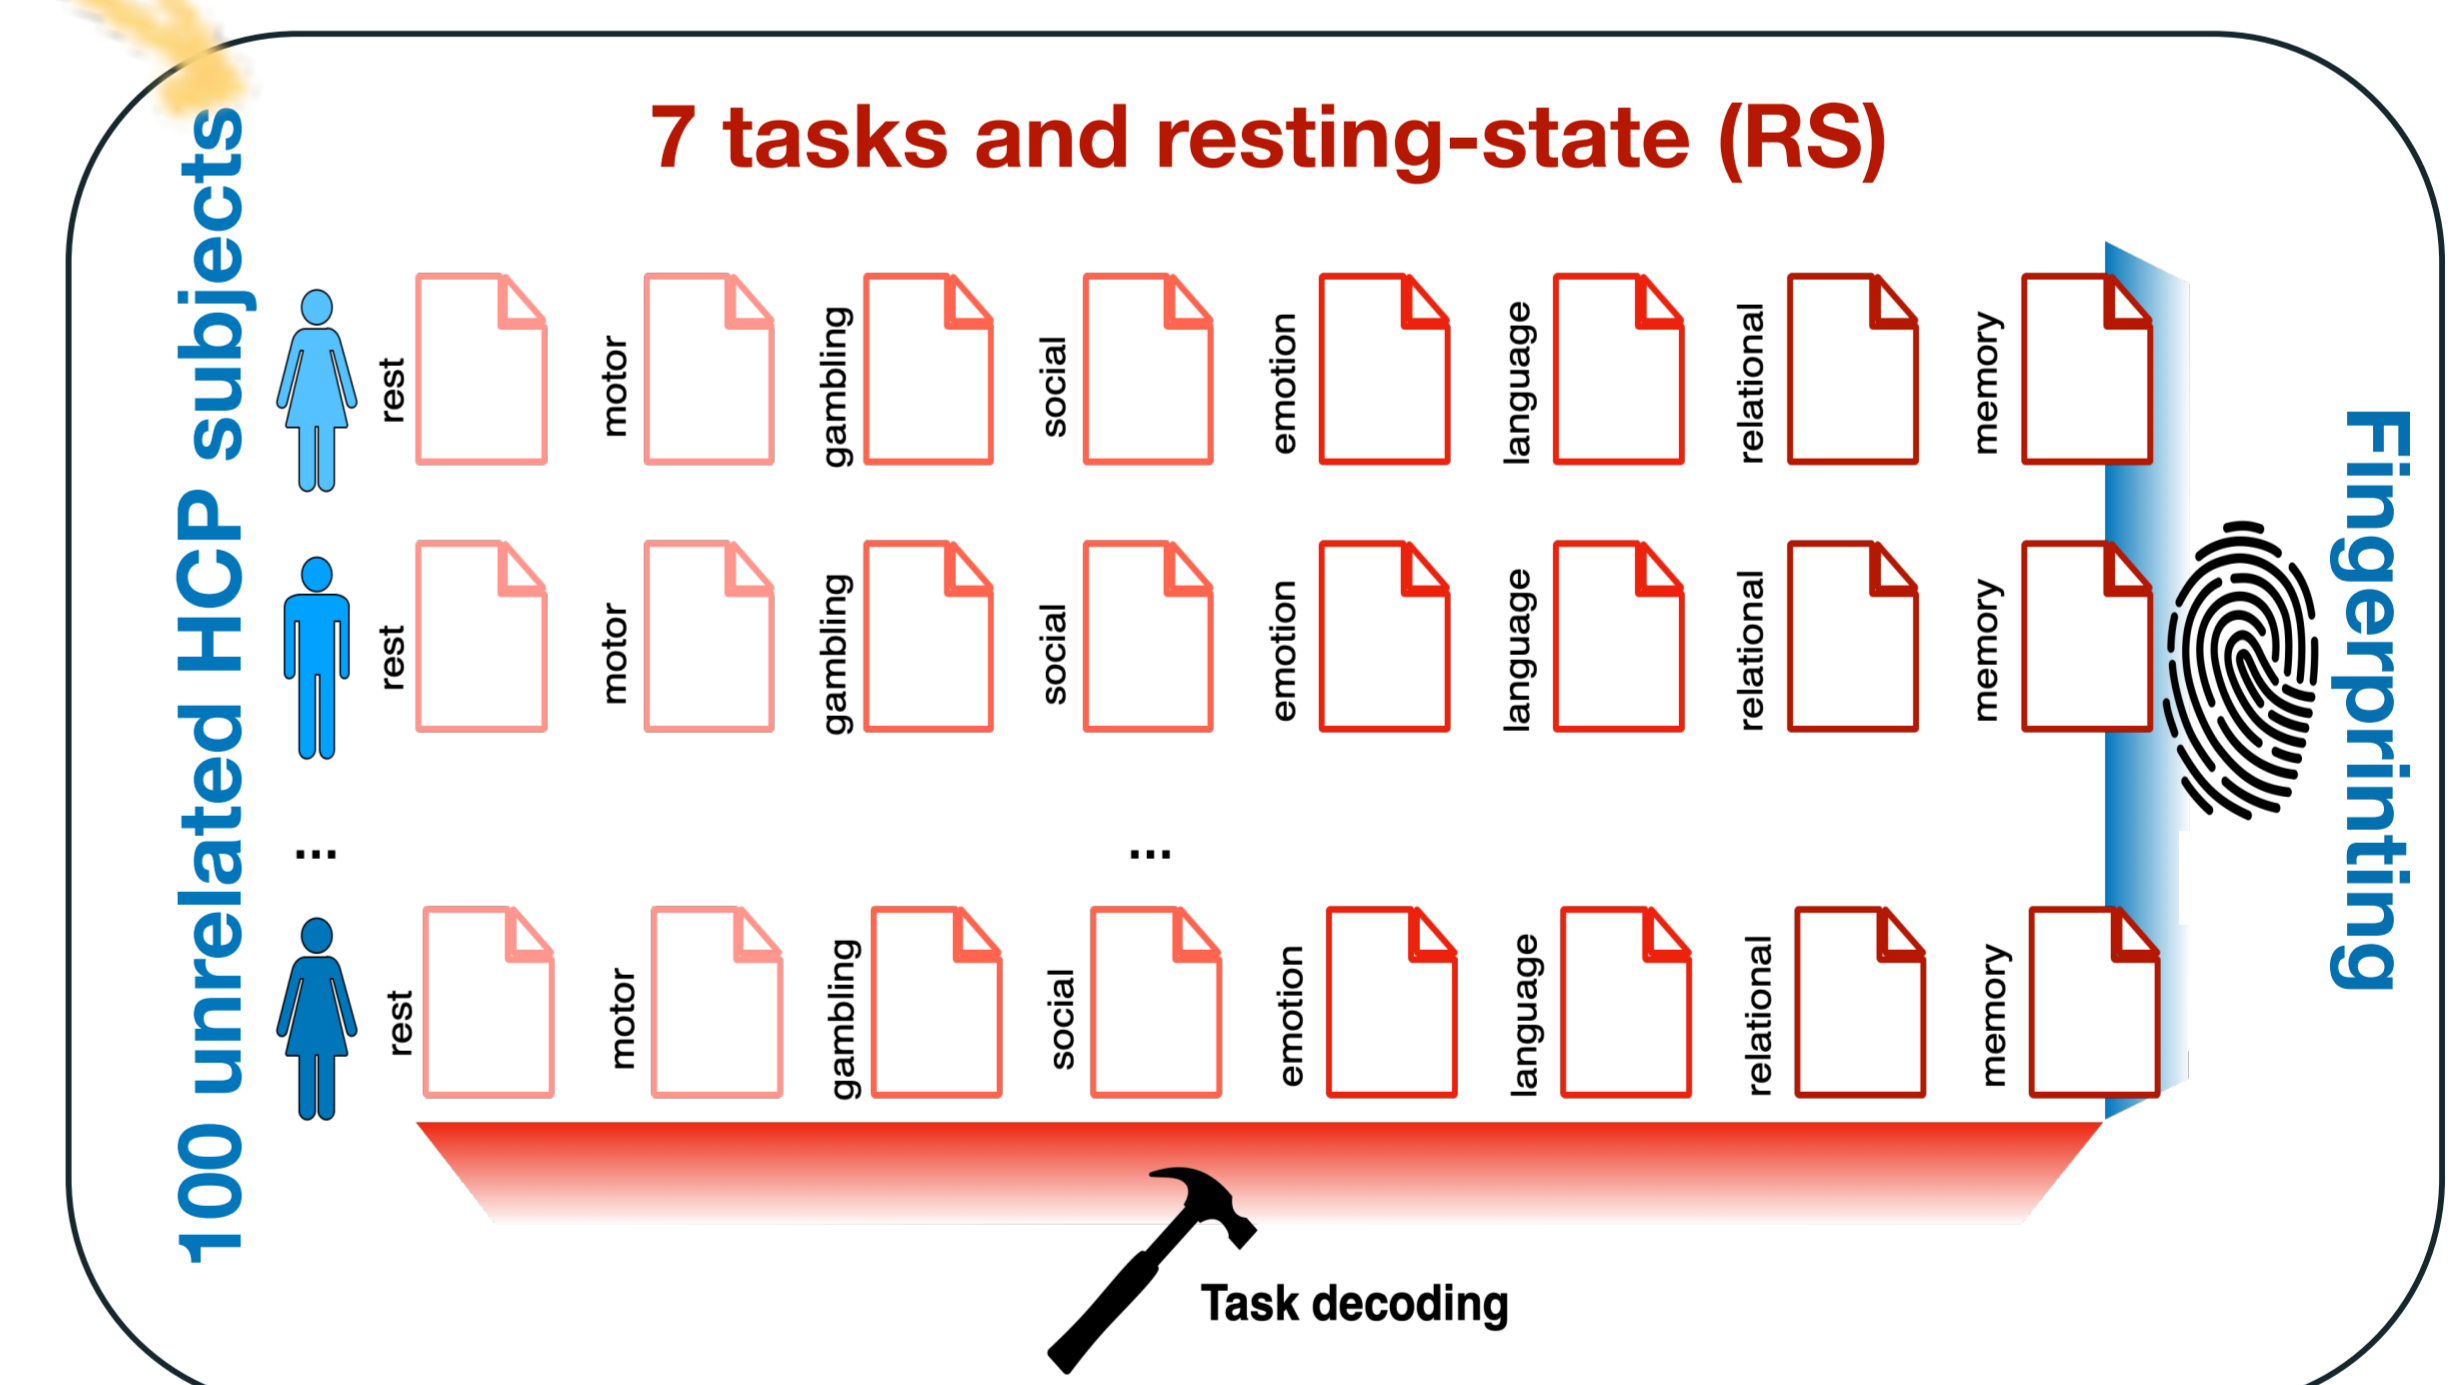 7 tasks and resting-state (RS)
100 unrelated HCP subjects
rest
motor
gambling
social
emotion
language
relational
memory
rest
motor
gambling
social
emotion
language
relational
memory
...
...
rest
motor
gambling
social
emotion
language
relational
memory
Fingerprinting
Task decoding